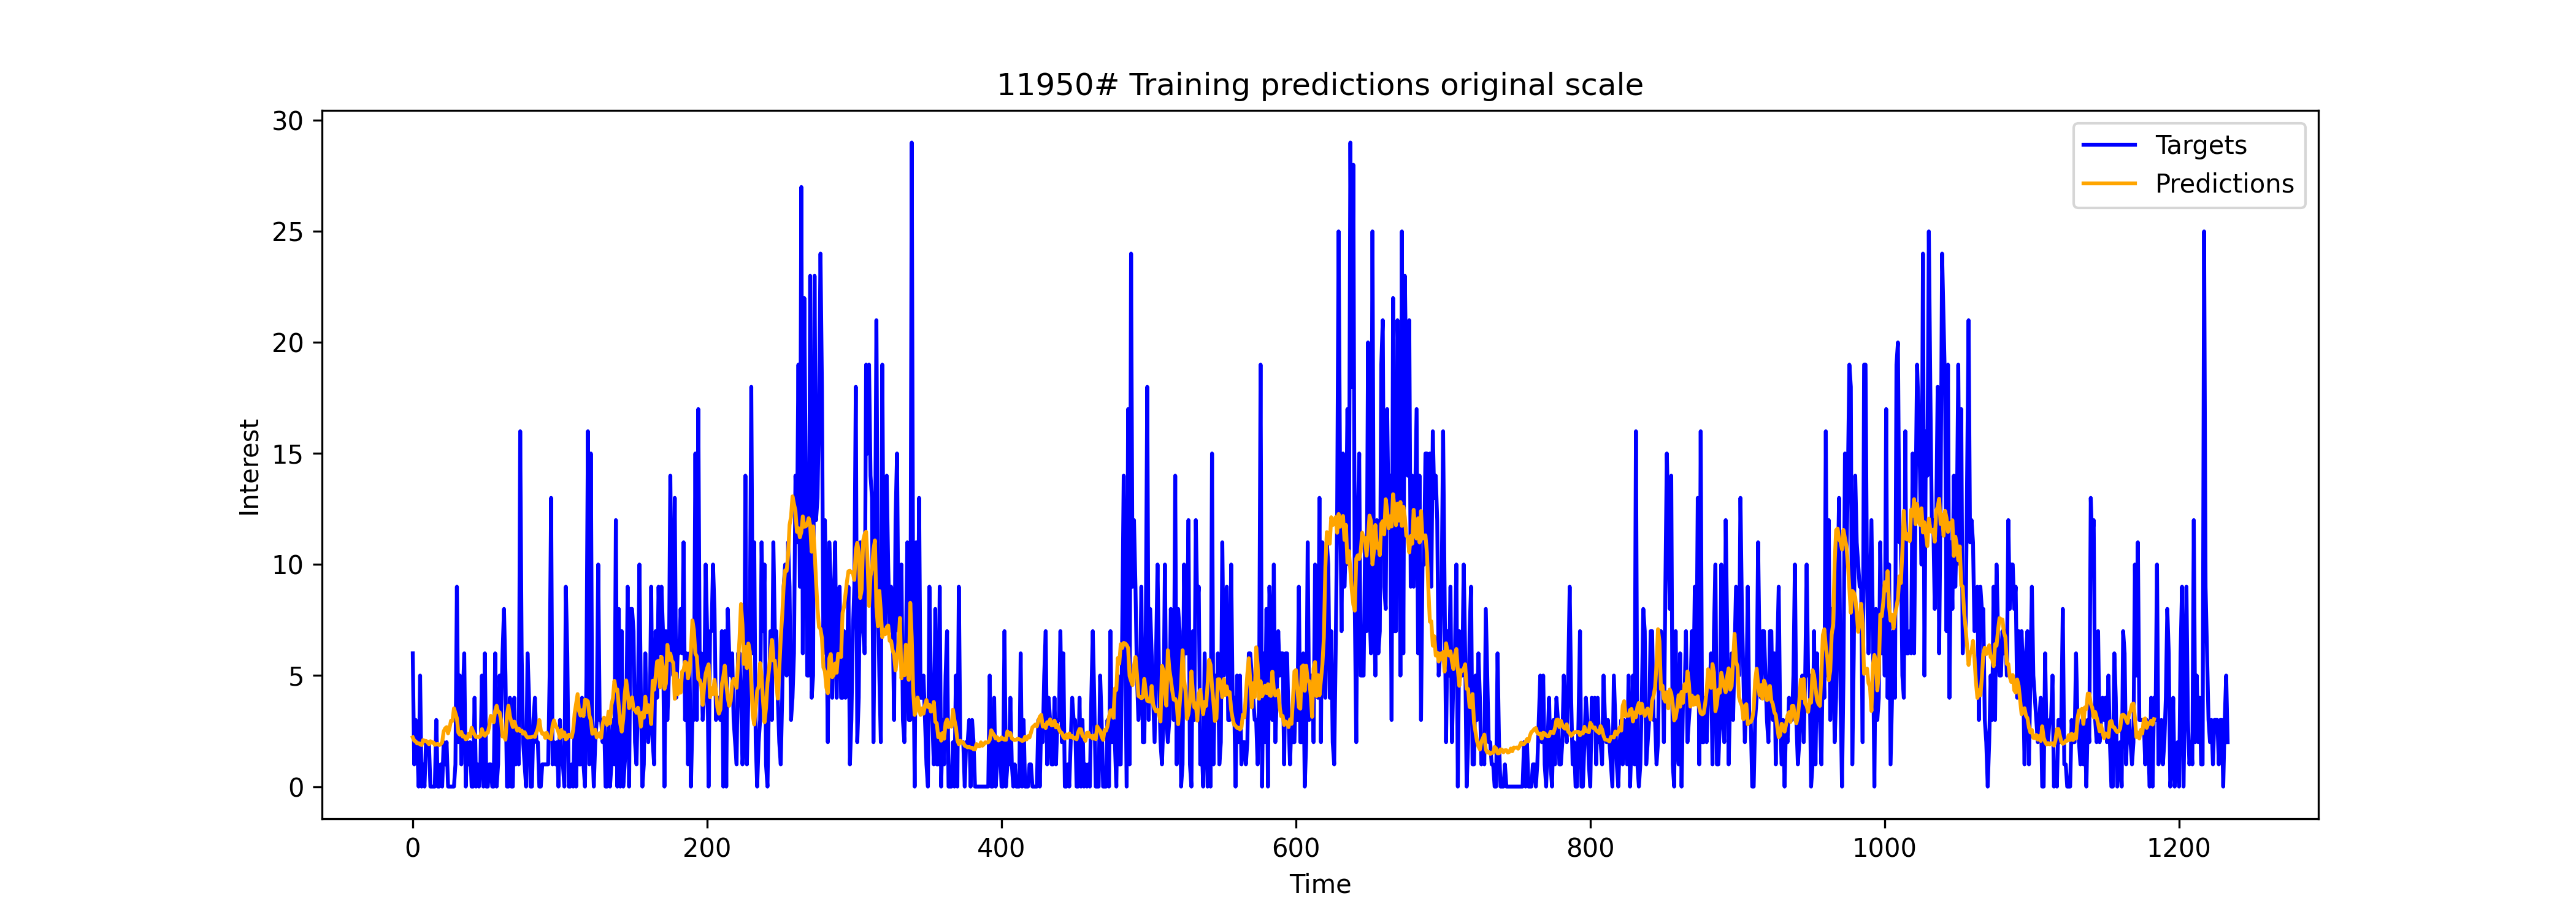 11950# Training predictions original scale
Targets
Predictions
30
25
20
15
10
5
0
Interest
0 200 400 600 800 1000 1200
Time